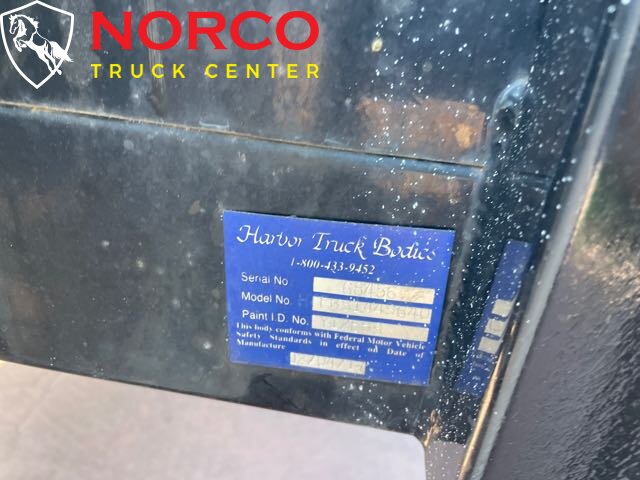 NORCO
TRUCK CENTER
Harbor Truck Bodies
1-800-433-9452
Serial No
Model No.
Paint I.D. No.
This body conforms with Federal Motor Vehicle
Safety Standards in effect on Date of
Manufacture